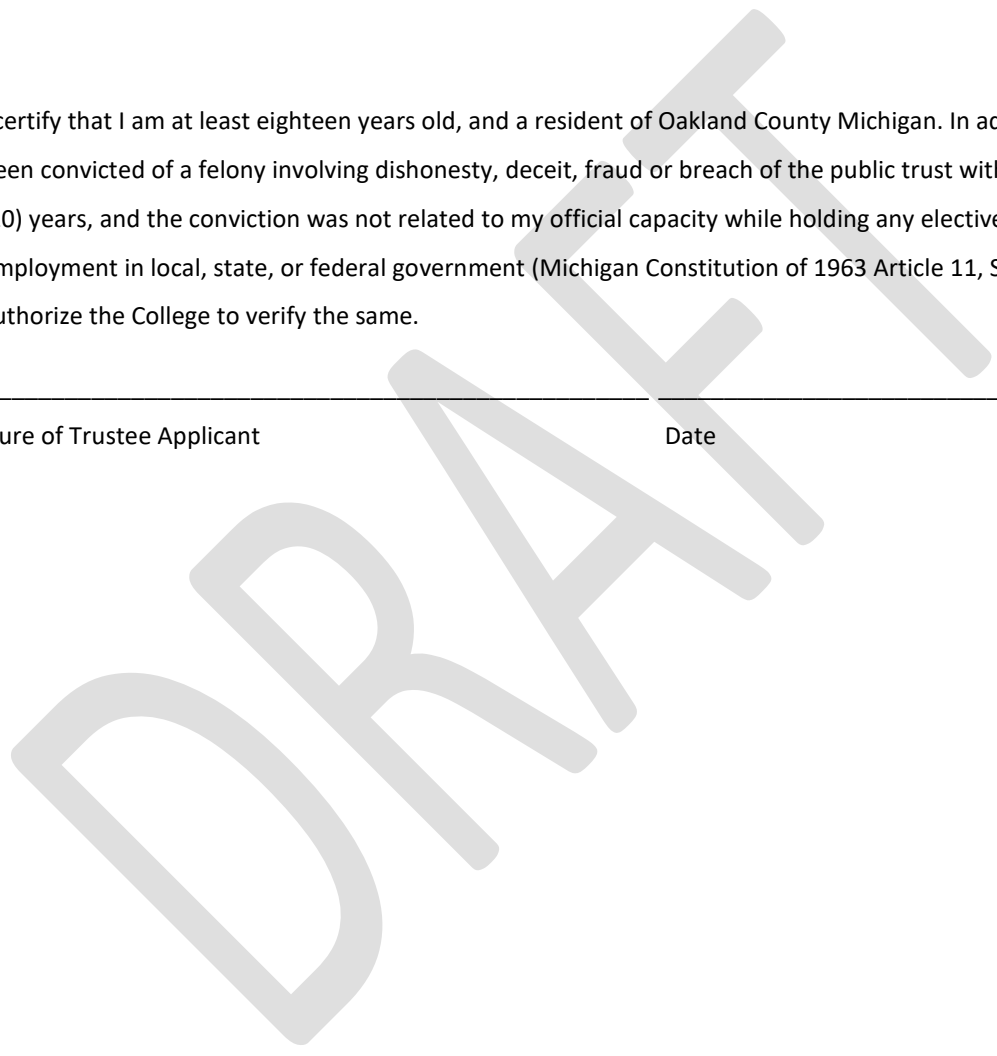 certify that I am at least eighteen years old, and a resident of Oakland County Michigan. In
een convicted of a felony involving dishonesty, deceit, fraud or breach of the public trust
0) years, and the conviction was not related to my official capacity while holding any elective
mployment in local, state, or federal government (Michigan Constitution of 1963 Article 11, S
uthorize the College to verify the same.
ure of Trustee Applicant Date
DRAFT